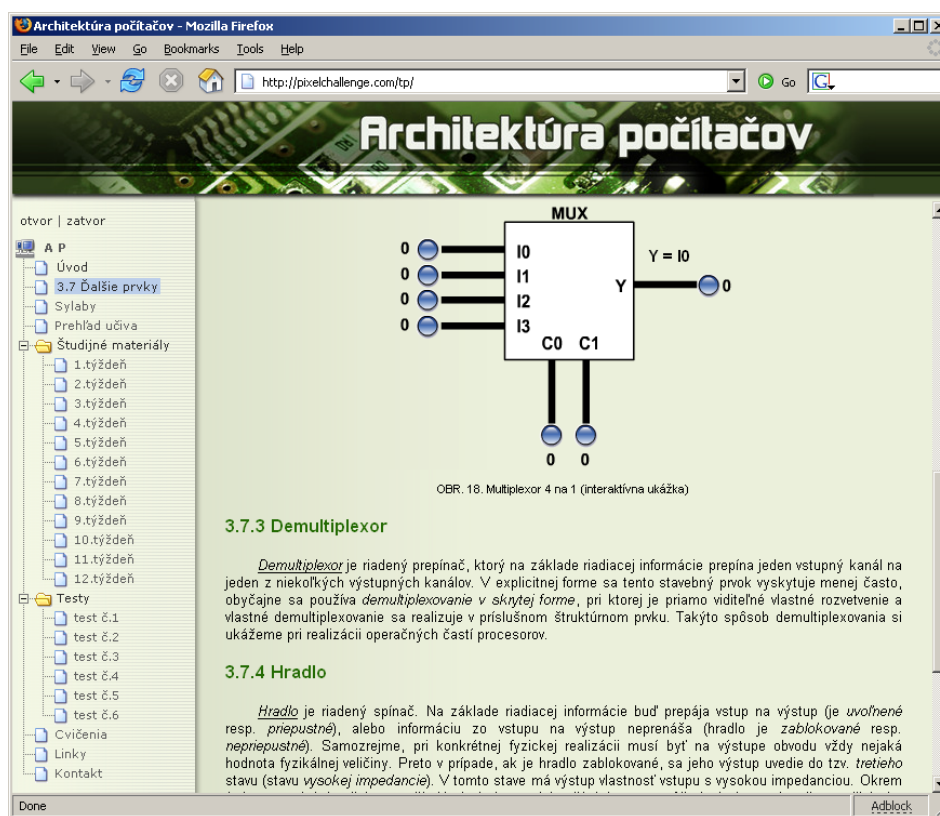 Architektúra počítačov - Mozilla Firefox
File Edit View Go Bookmarks Tools Help
http://pixelchallenge.com/tp/ Go G
Architektúra počítačov
otvor | zatvor
A P
Úvod
3.7 Ďalšie prvky
Sylaby
Prehľad učiva
Študijné materiály
1.týždeň
2.týždeň
3.týždeň
4.týždeň
5.týždeň
6.týždeň
7.týždeň
8.týždeň
9.týždeň
10.týždeň
11.týždeň
12.týždeň
Testy
test č.1
test č.2
test č.3
test č.4
test č.5
test č.6
Cvičenia
Linky
Kontakt
MUX
0 I0 Y = I0
0 I1
Y 0
0 I2
0 I3
C0 C1
0 0
OBR. 18. Multiplexor 4 na 1 (interaktívna ukážka)
3.7.3 Demultiplexor
Demultiplexor je riadený prepínač, ktorý na základe riadiacej informácie prepína jeden vstupný kanál na
jeden z niekoľkých výstupných kanálov. V explicitnej forme sa tento stavebný prvok vyskytuje menej často,
obyčajne sa používa demultiplexovanie v skrytej forme, pri ktorej je priamo viditeľné vlastné rozvetvenie a
vlastné demultiplexovanie sa realizuje v príslušnom štruktúrnom prvku. Takýto spôsob demultiplexovania si
ukážeme pri realizácii operačných častí procesorov.
3.7.4 Hradlo
Hradlo je riadený spínač. Na základe riadiacej informácie buď prepája vstup na výstup (je uvoľnené
resp. priepustné), alebo informáciu zo vstupu na výstup neprenáša (hradlo je zablokované resp.
nepriepustné). Samozrejme, pri konkrétnej fyzickej realizácii musí byť na výstupe obvodu vždy nejaká
hodnota fyzikálnej veličiny. Preto v prípade, ak je hradlo zablokované, sa jeho výstup uvedie do tzv. tretieho
stavu (stavu vysokej impedancie). V tomto stave má výstup vlastnosť vstupu s vysokou impedanciou. Okrem
Done Adblock